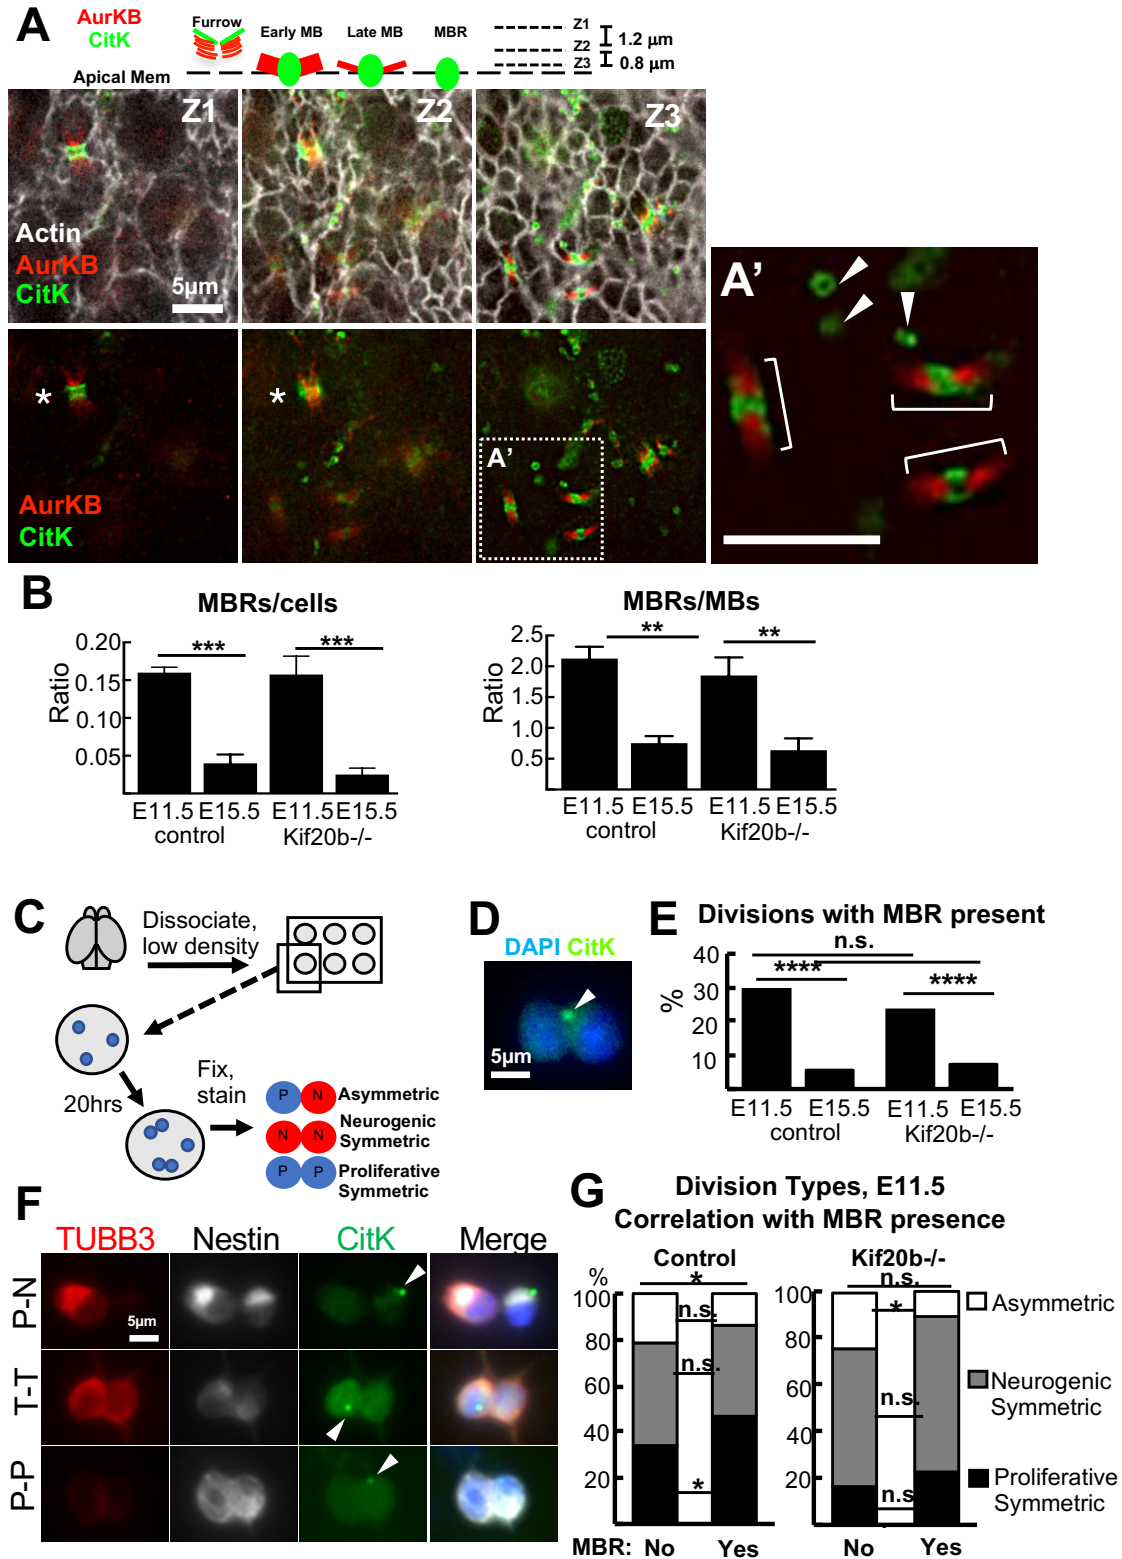 A
AurKB
CitK
Furrow
Early MB
Late MB
MBR
Apical Mem
Z1
Z2
Z3
1.2 µm
0.8 µm
Z1
Z2
Z3
Actin
AurKB
CitK
5µm
*
*
AurKB
CitK
A’
A’
B
MBRs/cells
Ratio
0.20
0.15
0.10
0.05
***
***
E11.5 E15.5 E11.5 E15.5
control
Kif20b-/-
MBRs/MBs
Ratio
2.5
2.0
1.5
1.0
0.5
**
**
E11.5 E15.5 E11.5 E15.5
control
Kif20b-/-
C
Dissociate,
low density
20hrs
Fix,
stain
P N Asymmetric
N N Neurogenic
Symmetric
P P Proliferative
Symmetric
D
DAPI CitK
5µm
E
Divisions with MBR present
n.s.
****
****
%
40
30
20
10
E11.5 E15.5 E11.5 E15.5
control
Kif20b-/-
F
TUBB3 Nestin CitK Merge
P-N
5µm
T-T
P-P
G
Division Types, E11.5
Correlation with MBR presence
Control
Kif20b-/-
%
100
80
60
40
20
*
n.s.
n.s.
*
100
80
60
40
20
n.s.
*
n.s.
n.s
Asymmetric
Neurogenic
Symmetric
Proliferative
Symmetric
MBR: No Yes No Yes